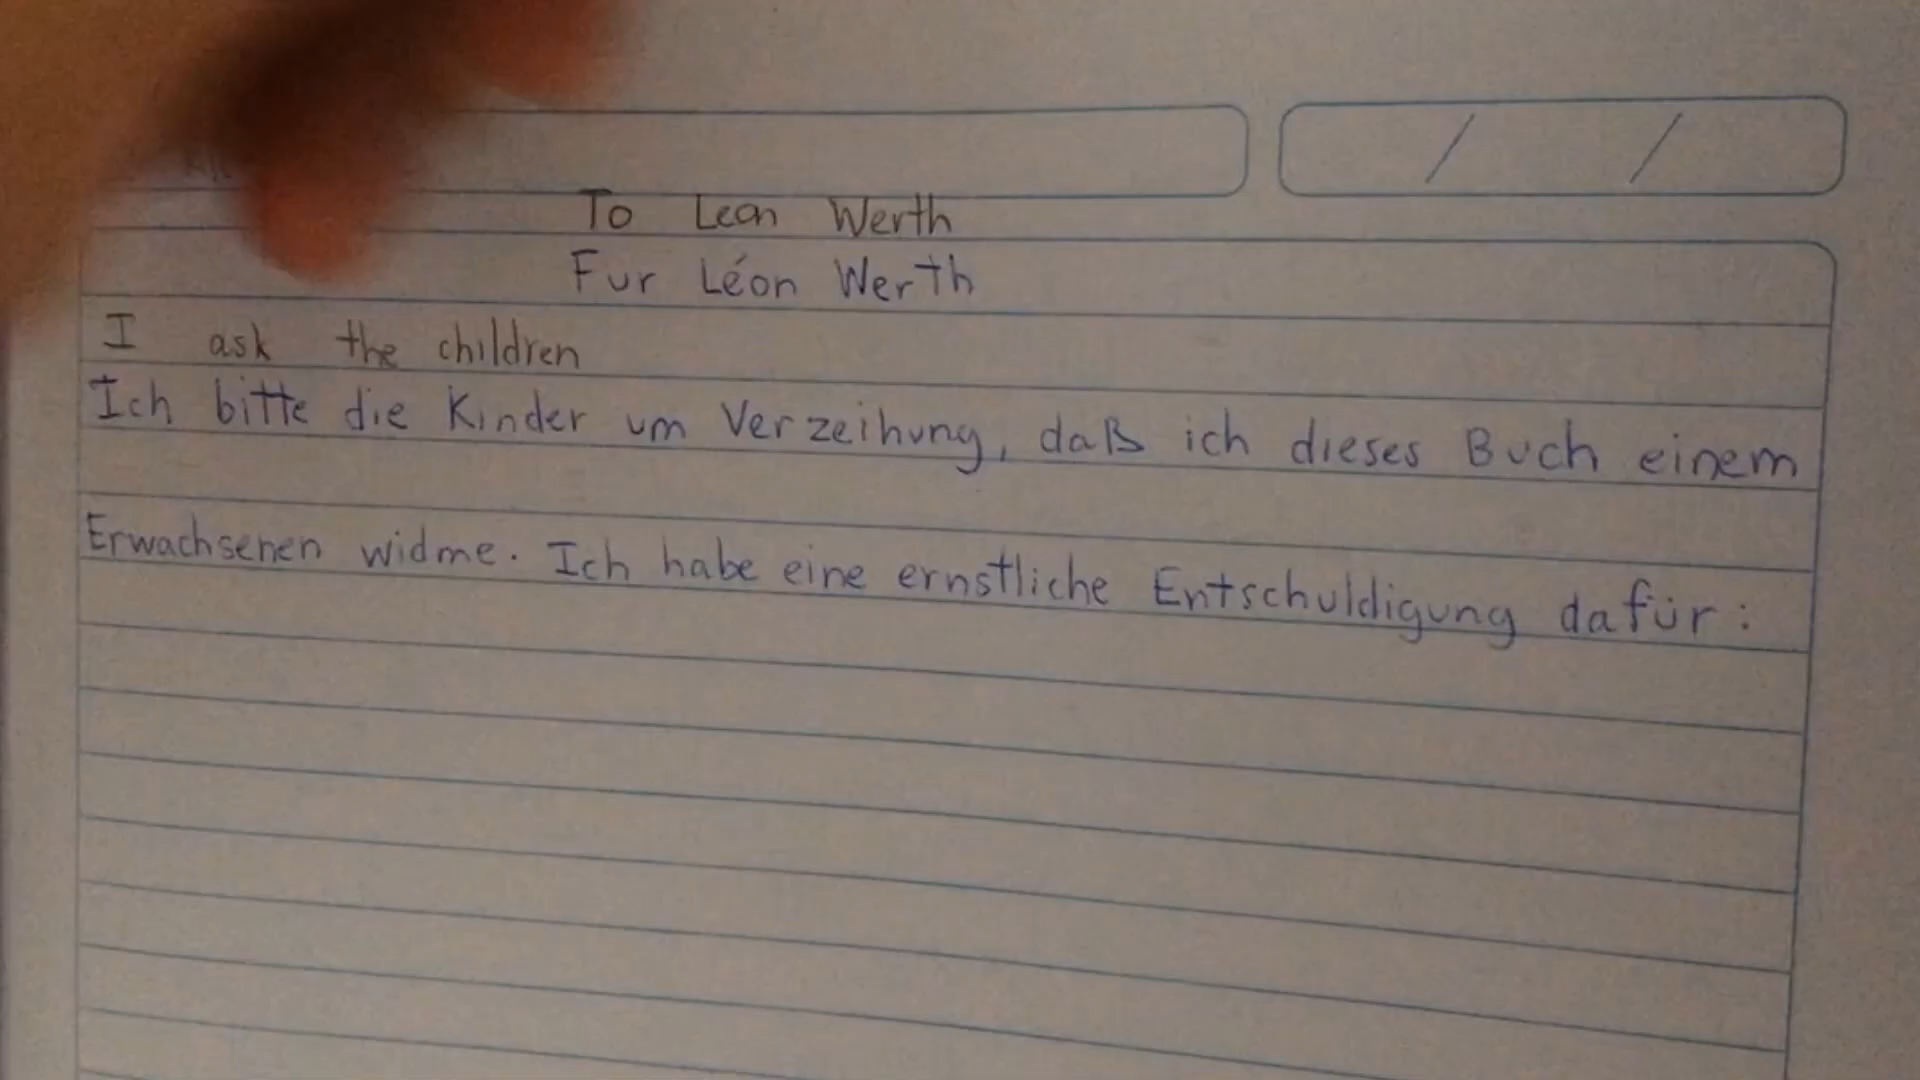 To Leon Werth
Fur Léon Werth
I ask the children
Ich bitte die Kinder um Verzeihung, daß ich dieses Buch einem
Erwachsenen widme. Ich habe eine ernstliche Entschuldigung dafür: